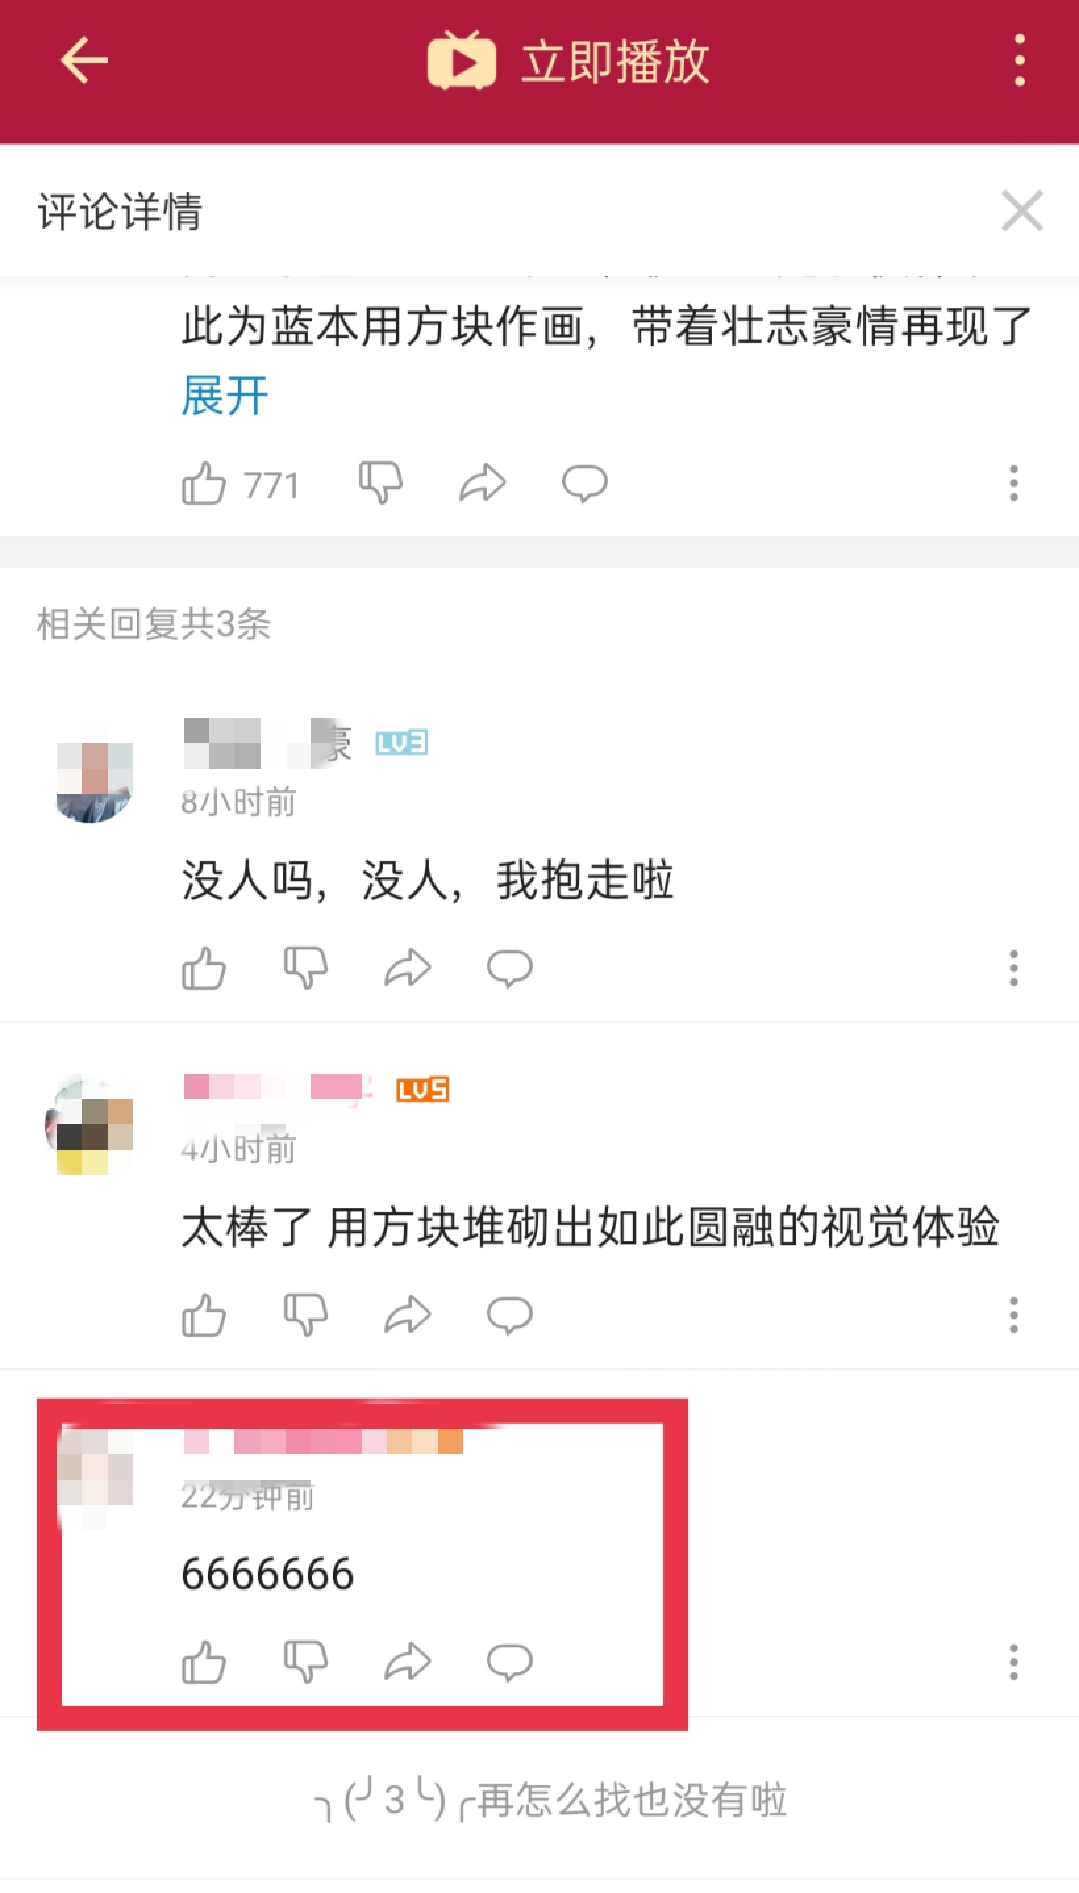 立即播放
评论详情
此为蓝本用方块作画，带着壮志豪情再现了
展开
771
相关回复共3条
豪 LV3
8小时前
没人吗，没人，我抱走啦
LV5
4小时前
太棒了 用方块堆砌出如此圆融的视觉体验
22分钟前
6666666
╮(╯3╰)╭再怎么找也没有啦